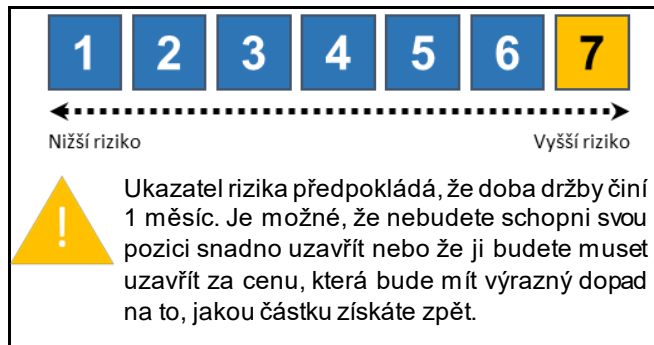 1 2 3 4 5 6 7
Nižší riziko Vyšší riziko
!
Ukazatel rizika předpokládá, že doba držby činí
1 měsíc. Je možné, že nebudete schopni svou
pozici snadno uzavřít nebo že ji budete muset
uzavřít za cenu, která bude mít výrazný dopad
na to, jakou částku získáte zpět.